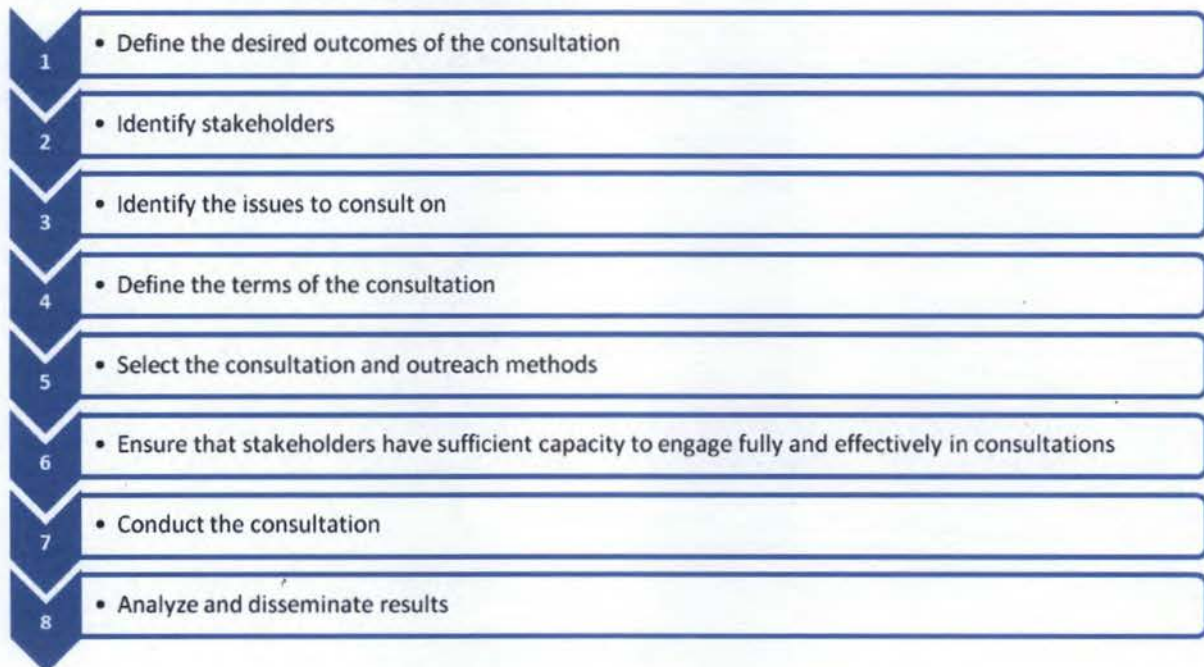 1 • Define the desired outcomes of the consultation
2 • Identify stakeholders
3 • Identify the issues to consult on
4 • Define the terms of the consultation
5 • Select the consultation and outreach methods
6 • Ensure that stakeholders have sufficient capacity to engage fully and effectively in consultations
7 • Conduct the consultation
8 • Analyze and disseminate results